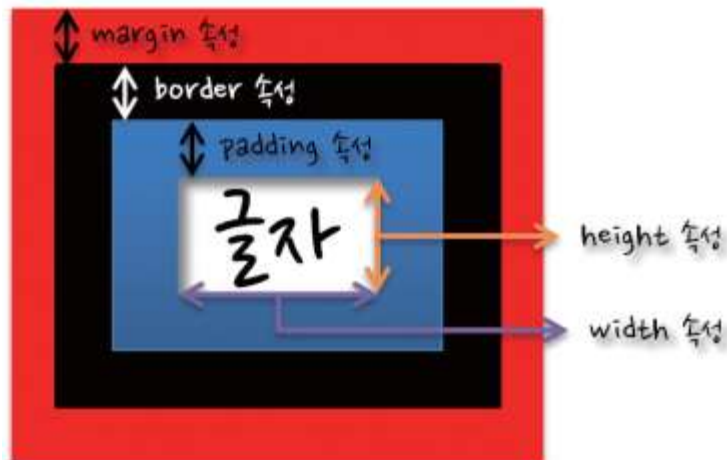 margin 속성
border 속성
padding 속성
글자
height 속성
width 속성